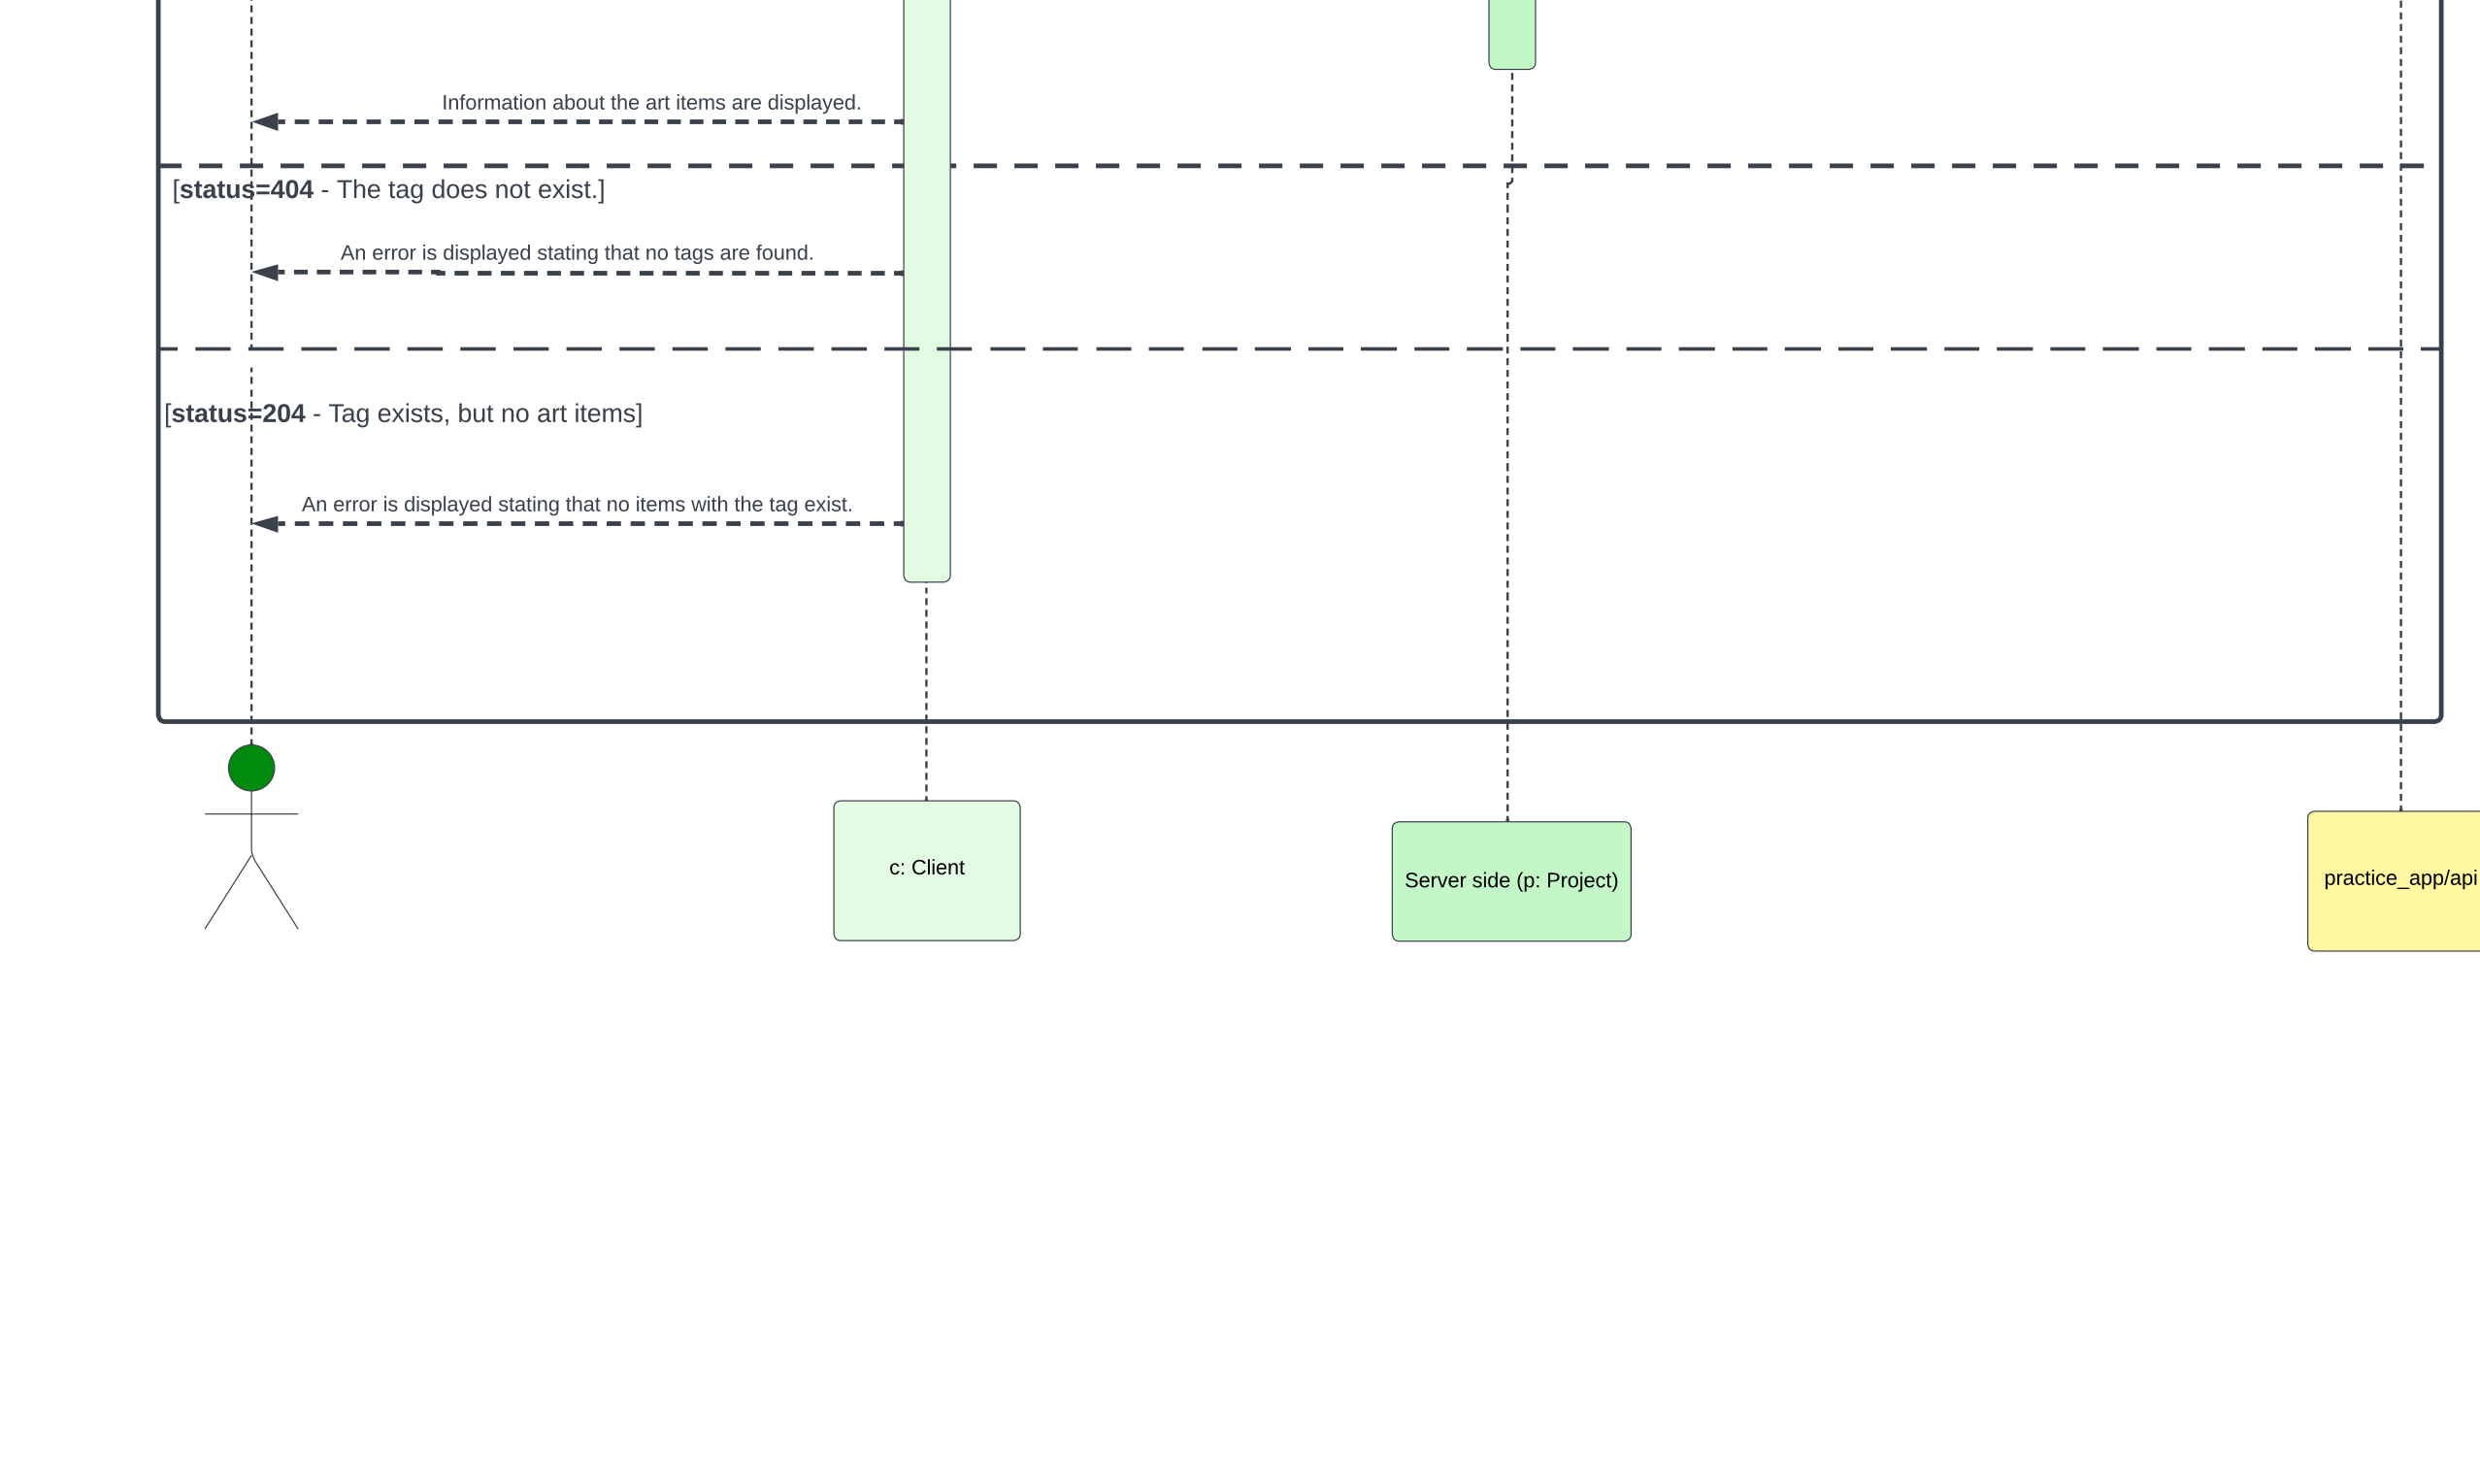 Information about the art items are displayed.
[status=404 - The tag does not exist.]
An error is displayed stating that no tags are found.
[status=204 - Tag exists, but no art items]
An error is displayed stating that no items with the tag exist.
c: Client
Server side (p: Project)
practice_app/api